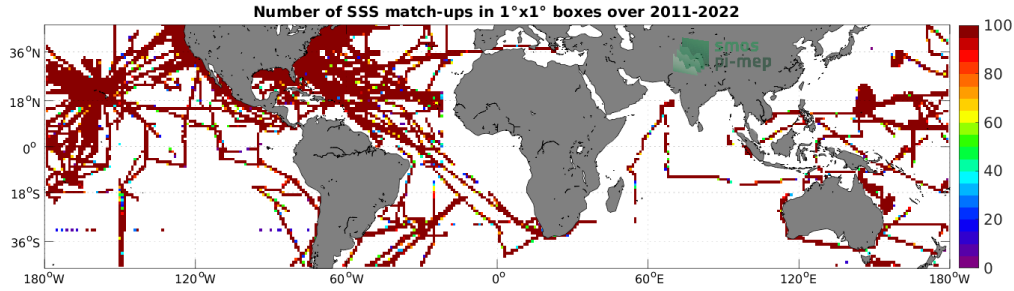 Number of SSS match-ups in 1°x1° boxes over 2011-2022
smos
pi-mep
36°N
18°N
0°
18°S
36°S
180°W
120°W
60°W
0°
60°E
120°E
180°W
100
80
60
40
20
0